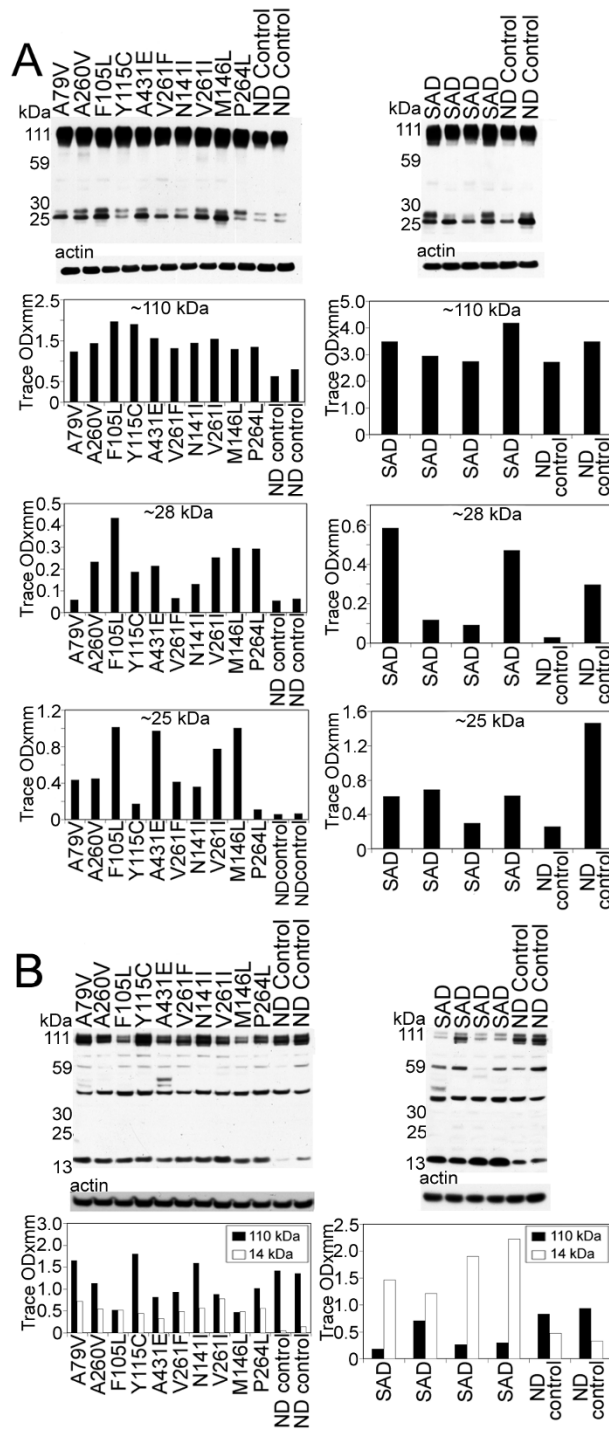 A
A79V A260V F105L Y115C A431E V261F N141I V261I M146L P264L ND Control ND Control
kDa
111
59
30
25
actin
SAD SAD SAD SAD ND Control ND Control
kDa
111
59
30
25
actin
~110 kDa
Trace ODxmm
2.5
1.5
1
0
A79V A260V F105L Y115C A431E V261F N141I V261I M146L P264L ND control ND control
~110 kDa
Trace ODxmm
5.0
4.0
3.0
2.0
1.0
0
SAD SAD SAD SAD ND control ND control
~28 kDa
Trace ODxmm
0.5
0.4
0.3
0.2
0.1
0
A79V A260V F105L Y115C A431E V261F N141I V261I M146L P264L ND control ND control
~28 kDa
Trace ODxmm
0.6
0.4
0.2
0
SAD SAD SAD SAD ND control ND control
~25 kDa
Trace ODxmm
1.2
0.8
0.4
0
A79V A260V F105L Y115C A431E V261F N141I V261I M146L P264L NDcontrol NDcontrol
~25 kDa
Trace ODxmm
1.6
1.2
0.8
0.4
0
SAD SAD SAD SAD ND control ND control
B
A79V A260V F105L Y115C A431E V261F N141I V261I M146L P264L ND Control ND Control
kDa
111
59
30
25
13
actin
SAD SAD SAD SAD ND Control ND Control
kDa
111
59
30
25
13
actin
110 kDa
14 kDa
Trace ODxmm
3.0
2.5
2.0
1.5
1.0
0.5
0
A79V A260V F105L Y115C A431E V261F N141I V261I M146L P264L ND control ND control
110 kDa
14 kDa
Trace ODxmm
2.5
2.0
1.5
1.0
0.5
0
SAD SAD SAD SAD ND control ND control